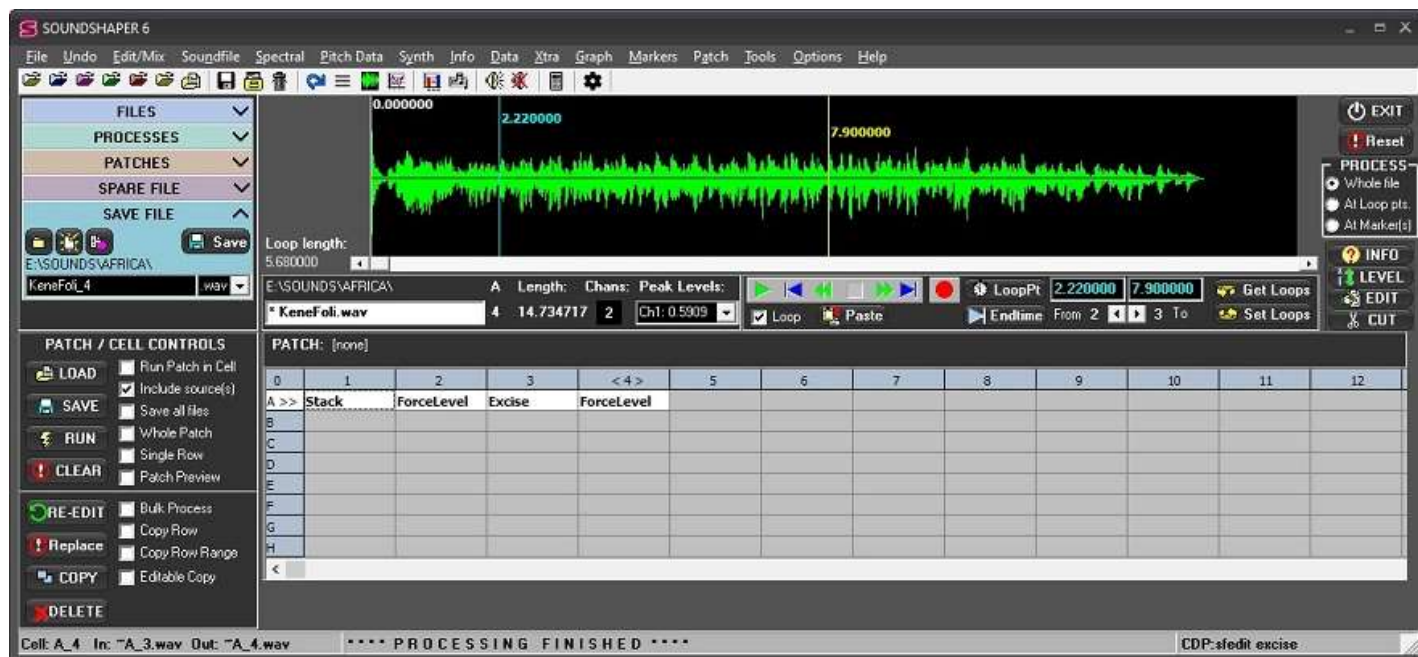 SOUNDSHAPER 6
File Undo Edit/Mix Soundfile Spectral Pitch Data Synth Info Data Xtra Graph Markers Patch Tools Options Help
FILES
PROCESSES
PATCHES
SPARE FILE
SAVE FILE
Save
E:\SOUNDS\AFRICA\
KeneFoli_4 .wav
0.000000
2.220000
7.900000
Loop length:
5.680000
E:\SOUNDS\AFRICA\ A Length: Chans: Peak Levels:
* KeneFoli.wav 4 14.734717 2 Ch1: 0.5909
Loop Paste
LoopPt 2.220000 7.900000 Get Loops
Endtime From 2 3 To Set Loops
EXIT
Reset
PROCESS
Whole file
At Loop pts.
At Marker(s)
INFO
LEVEL
EDIT
CUT
PATCH / CELL CONTROLS
LOAD
SAVE
RUN
CLEAR
Run Patch in Cell
Include source(s)
Save all files
Whole Patch
Single Row
Patch Preview
RE-EDIT
Replace
COPY
DELETE
Bulk Process
Copy Row
Copy Row Range
Editable Copy
PATCH: [none]
0 1 2 3 <4> 5 6 7 8 9 10 11 12
A >> Stack ForceLevel Excise ForceLevel
B
C
D
E
F
G
H
Cell: A_4 In: ~A_3.wav Out: ~A_4.wav **** PROCESSING FINISHED **** CDP:sfedit excise